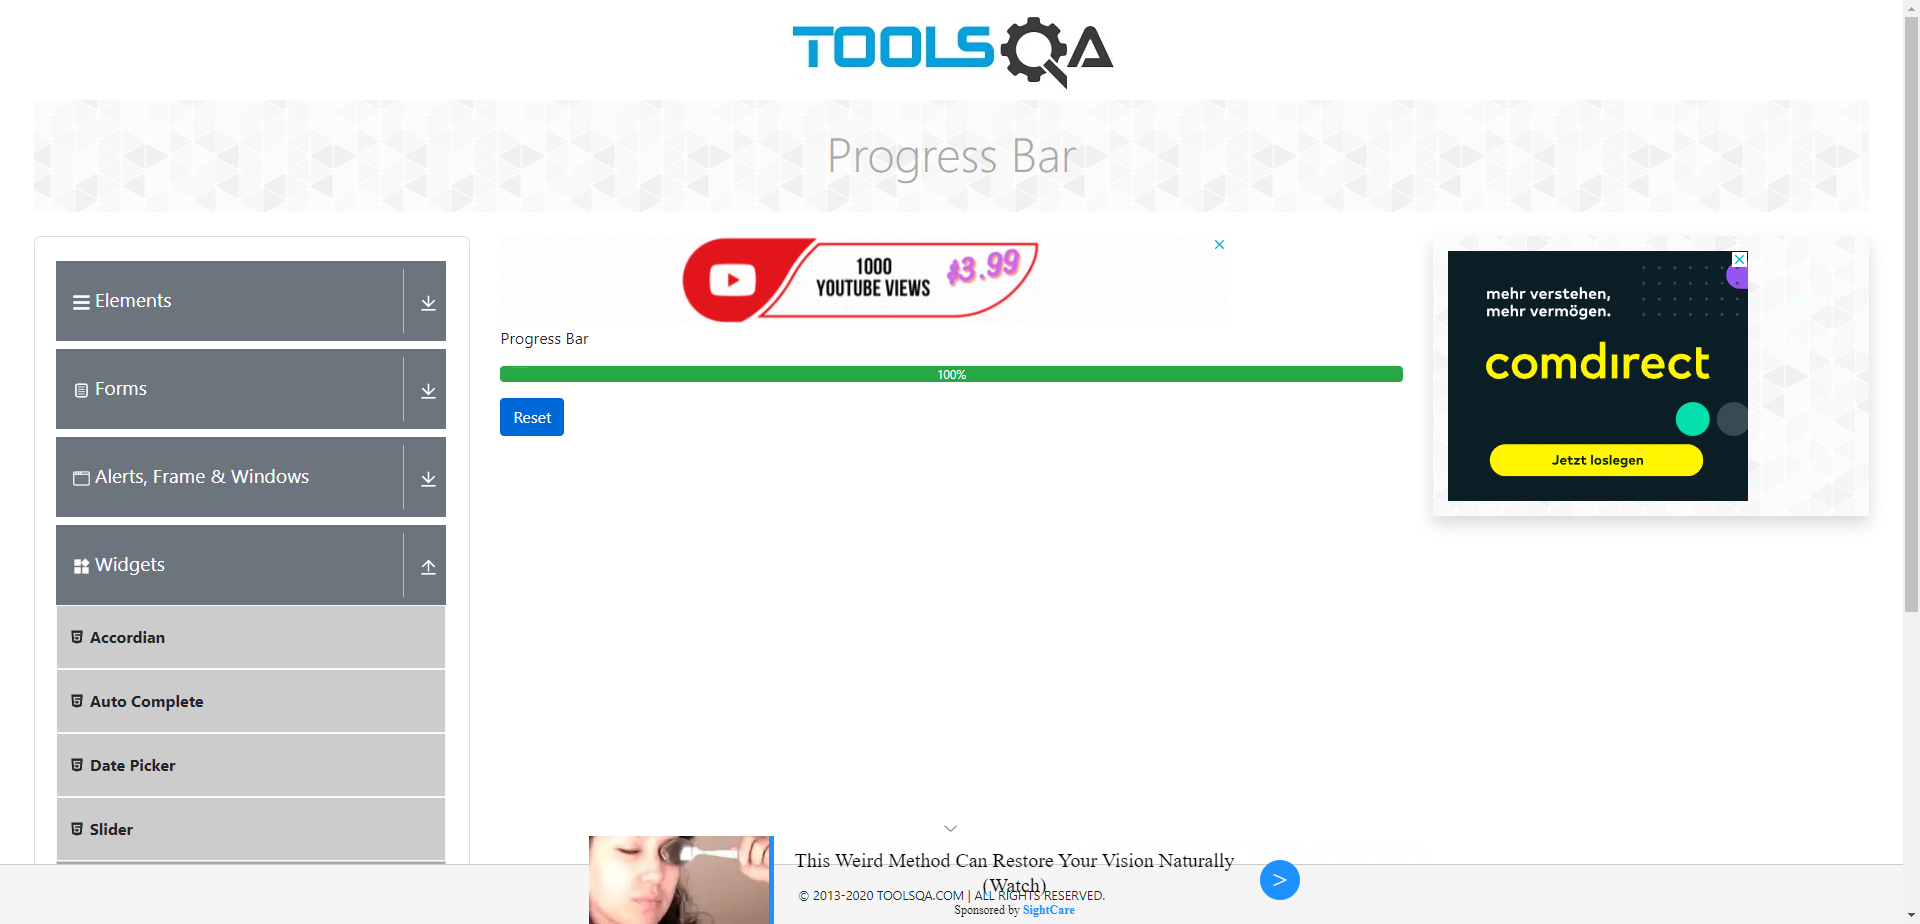 TOOLSQA
Progress Bar
Elements
Forms
Alerts, Frame & Windows
Widgets
Accordian
Auto Complete
Date Picker
Slider
1000
YOUTUBE VIEWS
$3.99
Progress Bar
100%
Reset
mehr verstehen,
mehr vermögen.
comdırect
Jetzt loslegen
This Weird Method Can Restore Your Vision Naturally
(Watch)
© 2013-2020 TOOLSQA.COM | ALL RIGHTS RESERVED.
Sponsored by SightCare